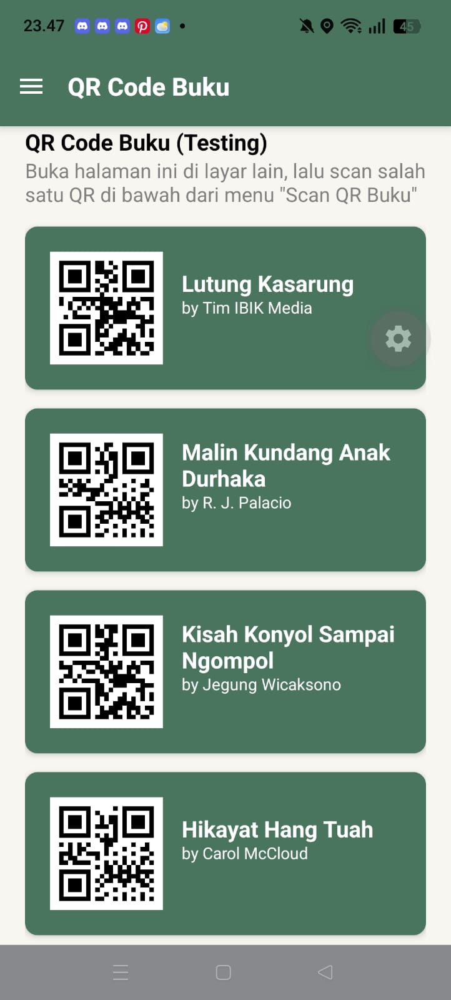 23.47
45
QR Code Buku
QR Code Buku (Testing)
Buka halaman ini di layar lain, lalu scan salah
satu QR di bawah dari menu "Scan QR Buku"
Lutung Kasarung
by Tim IBIK Media
Malin Kundang Anak
Durhaka
by R. J. Palacio
Kisah Konyol Sampai
Ngompol
by Jegung Wicaksono
Hikayat Hang Tuah
by Carol McCloud